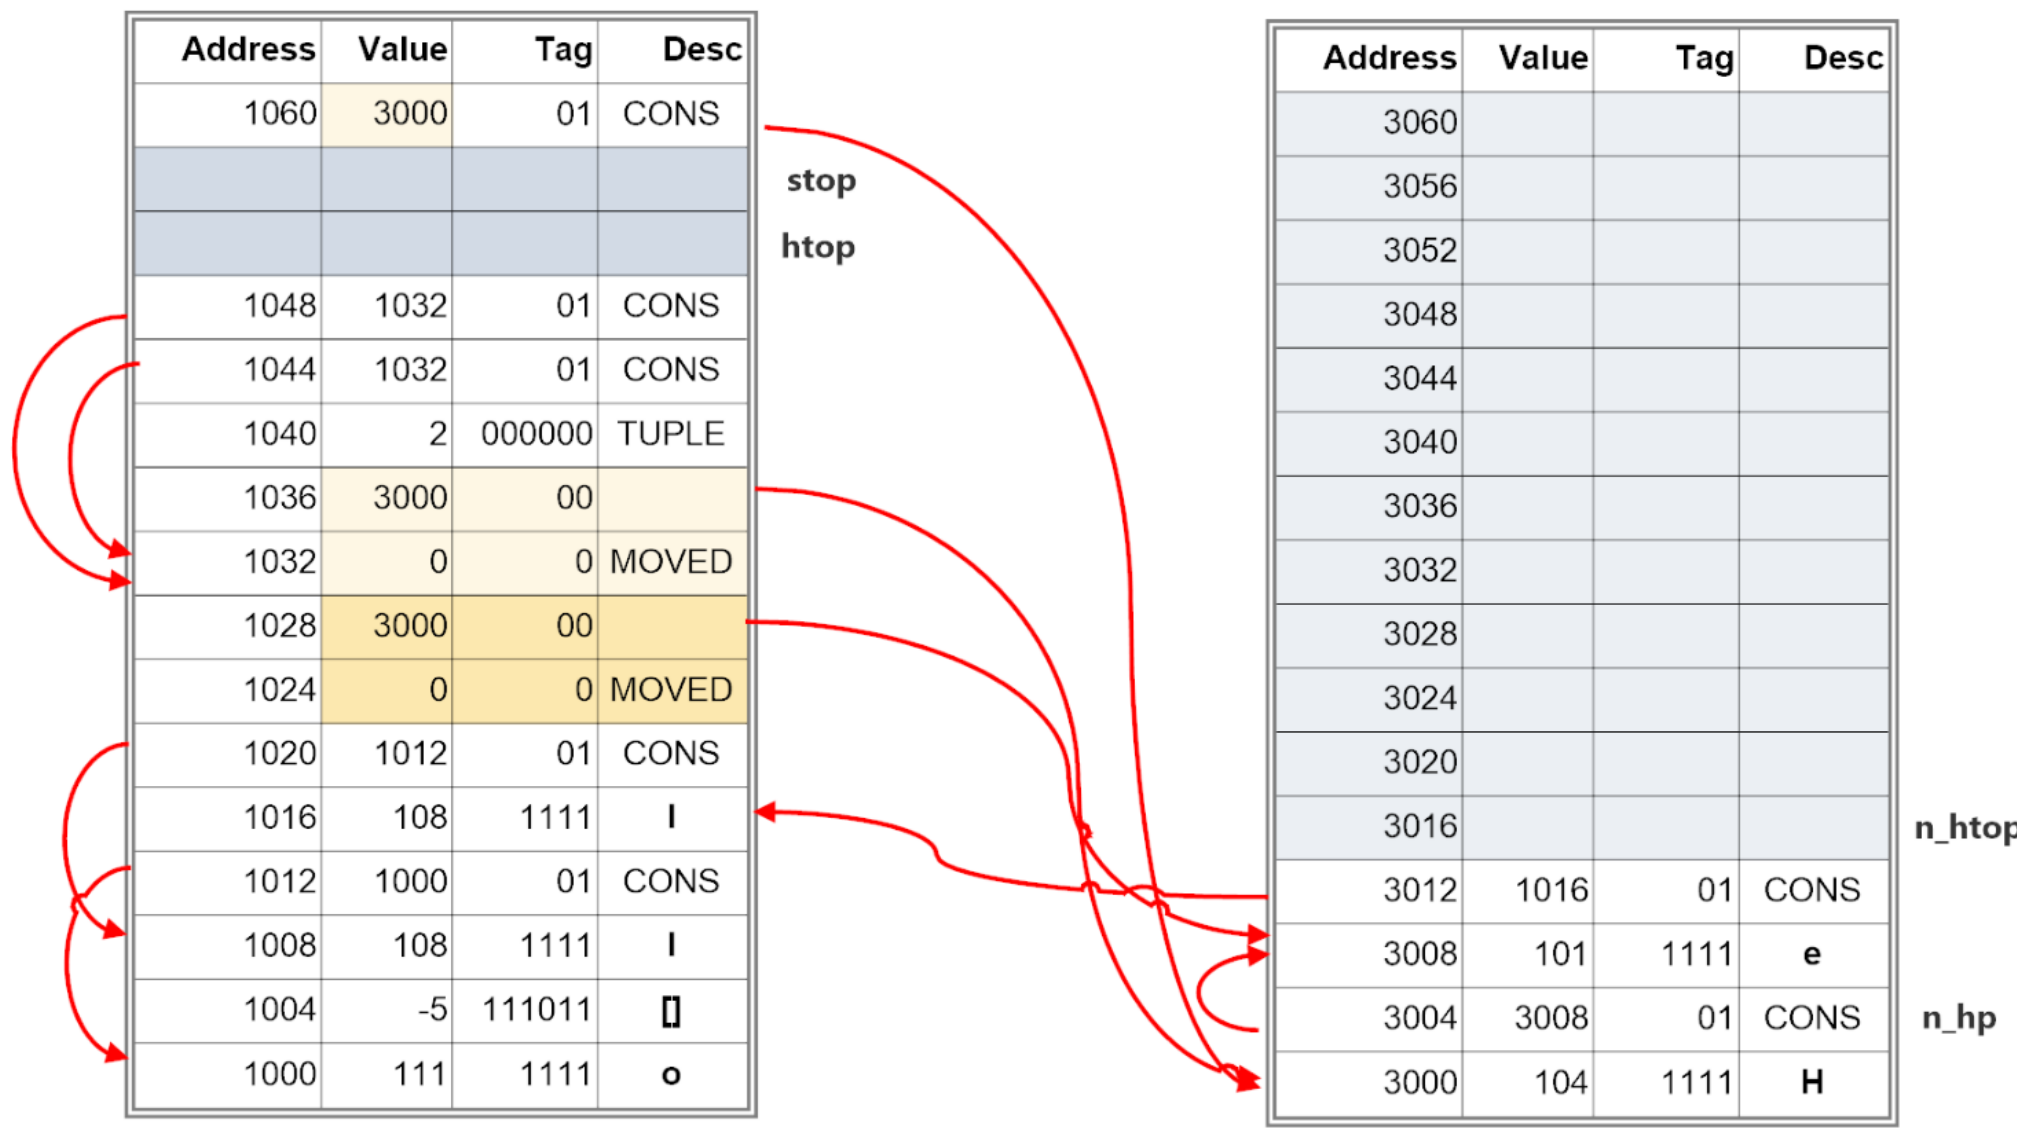 Address Value Tag Desc
1060 3000 01 CONS
stop
htop
1048 1032 01 CONS
1044 1032 01 CONS
1040 2 000000 TUPLE
1036 3000 00
1032 0 0 MOVED
1028 3000 00
1024 0 0 MOVED
1020 1012 01 CONS
1016 108 1111 l
1012 1000 01 CONS
1008 108 1111 l
1004 -5 111011 []
1000 111 1111 o
Address Value Tag Desc
3060
3056
3052
3048
3044
3040
3036
3032
3028
3024
3020
3016 n_htop
3012 1016 01 CONS
3008 101 1111 e
3004 3008 01 CONS n_hp
3000 104 1111 H